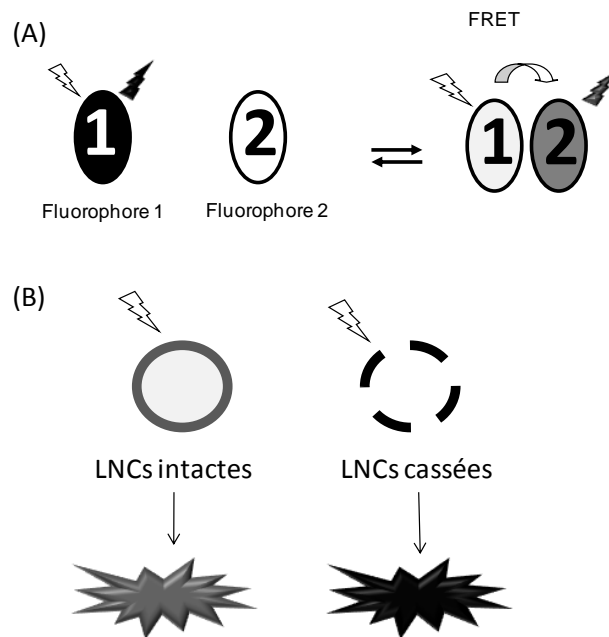 (A)
FRET
1
2
1
2
Fluorophore 1
Fluorophore 2
(B)
LNCs intactes
LNCs cassées